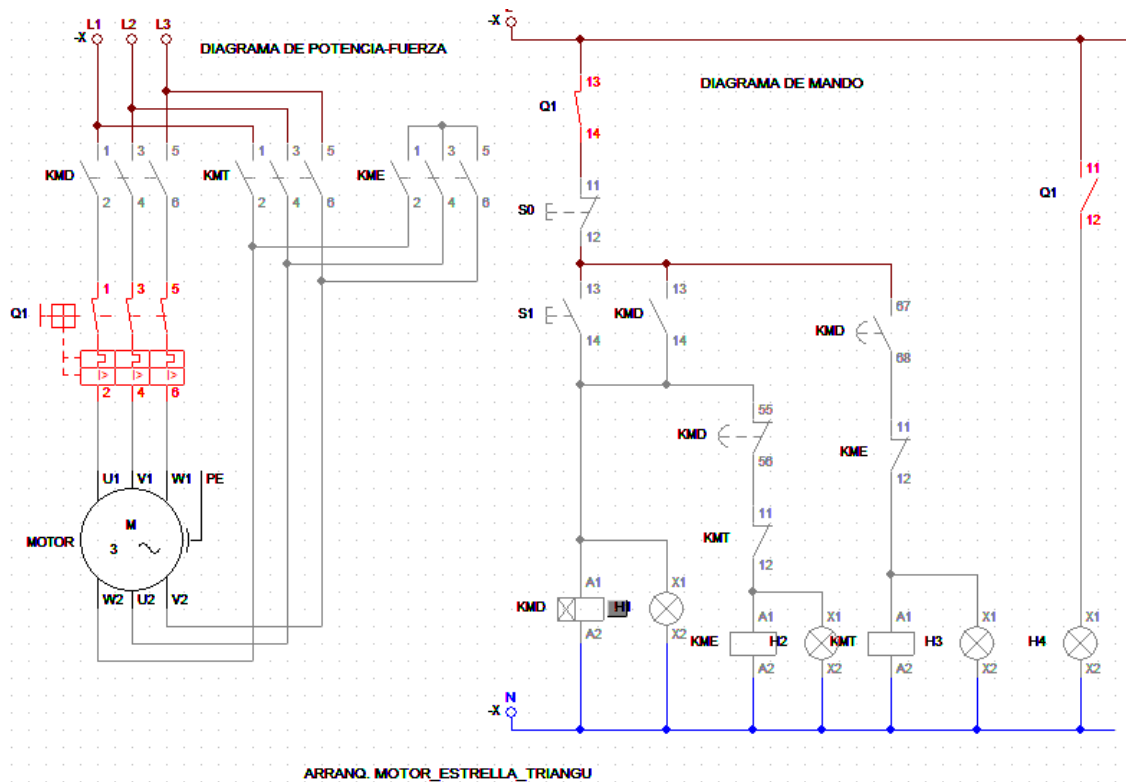 L1 L2 L3
-X
DIAGRAMA DE POTENCIA-FUERZA
1 3 5
KMD
2 4 6
1 3 5
KMT
2 4 6
1 3 5
KME
2 4 6
1 3 5
Q1
I> I> I>
2 4 6
U1 V1 W1 PE
M
3
MOTOR
W2 U2 V2
-X
DIAGRAMA DE MANDO
13
Q1
14
11
S0
12
13
S1
14
13
KMD
14
67
KMD
68
55
KMD
56
11
KME
12
11
KMT
12
11
Q1
12
A1
KMD
A2
X1
H1
X2
A1
KME
A2
X1
H2
X2
A1
KMT
A2
X1
H3
X2
X1
H4
X2
N
-X
ARRANQ. MOTOR_ESTRELLA_TRIANGU